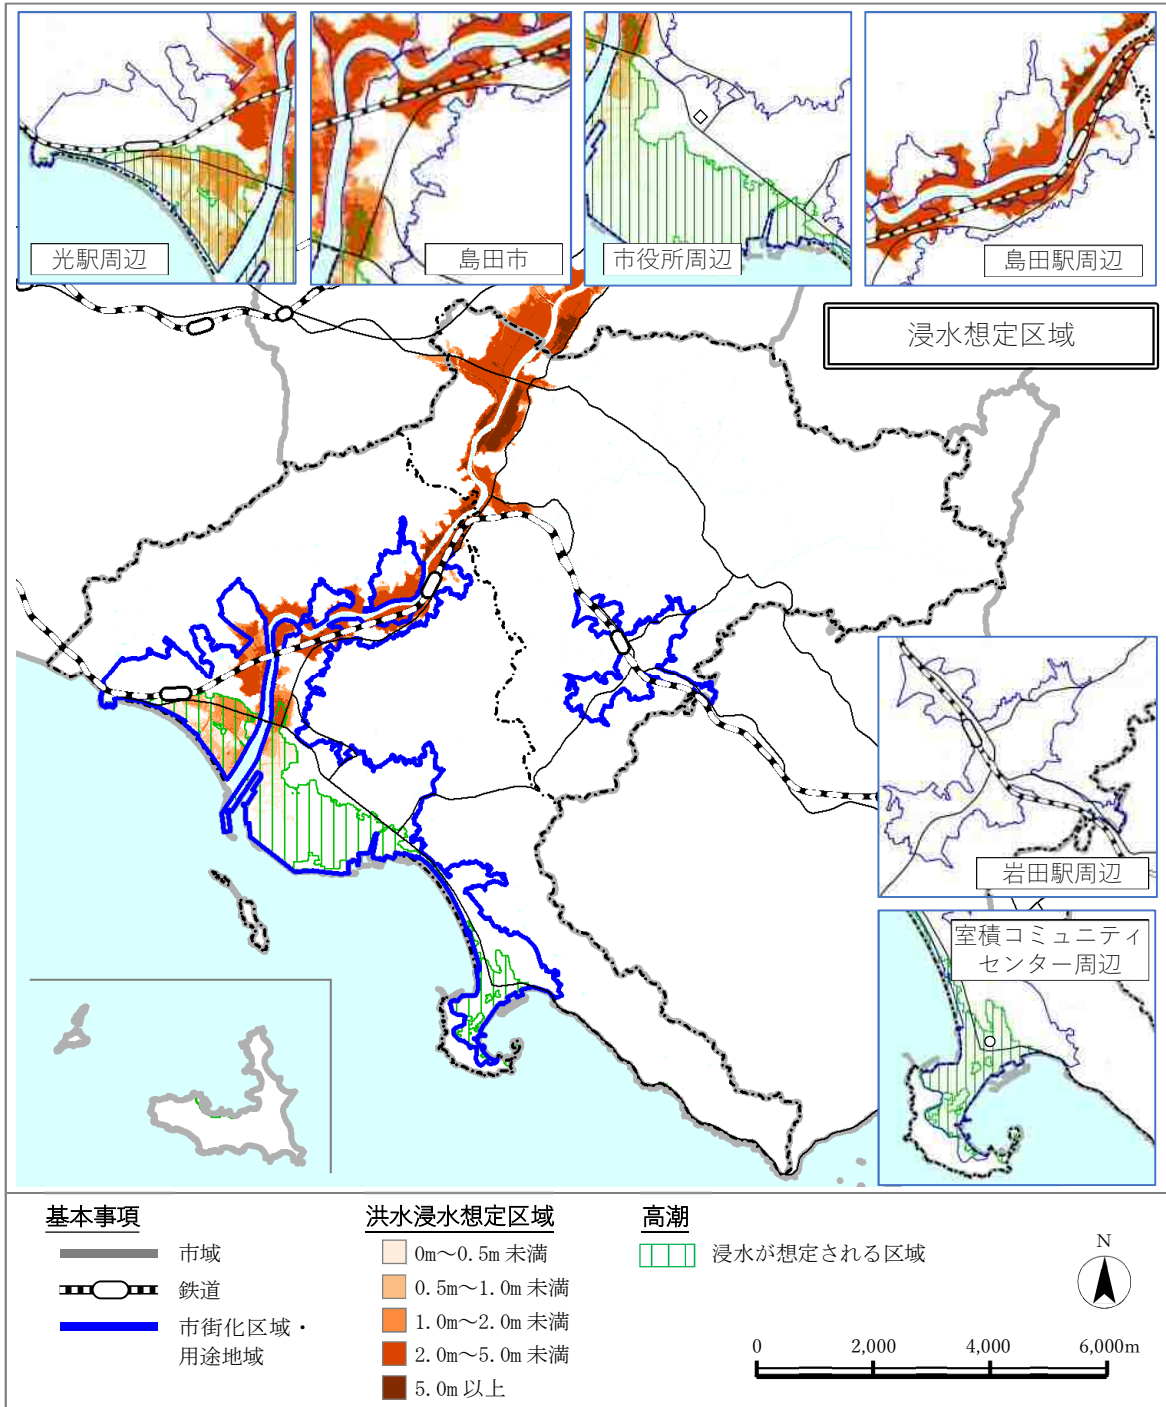 光駅周辺
島田市
市役所周辺
島田駅周辺
浸水想定区域
岩田駅周辺
室積コミュニティ
センター周辺
基本事項
市域
鉄道
市街化区域・
用途地域
洪水浸水想定区域
0m～0.5m 未満
0.5m～1.0m 未満
1.0m～2.0m 未満
2.0m～5.0m 未満
5.0m 以上
高潮
浸水が想定される区域
N
0 2,000 4,000 6,000m